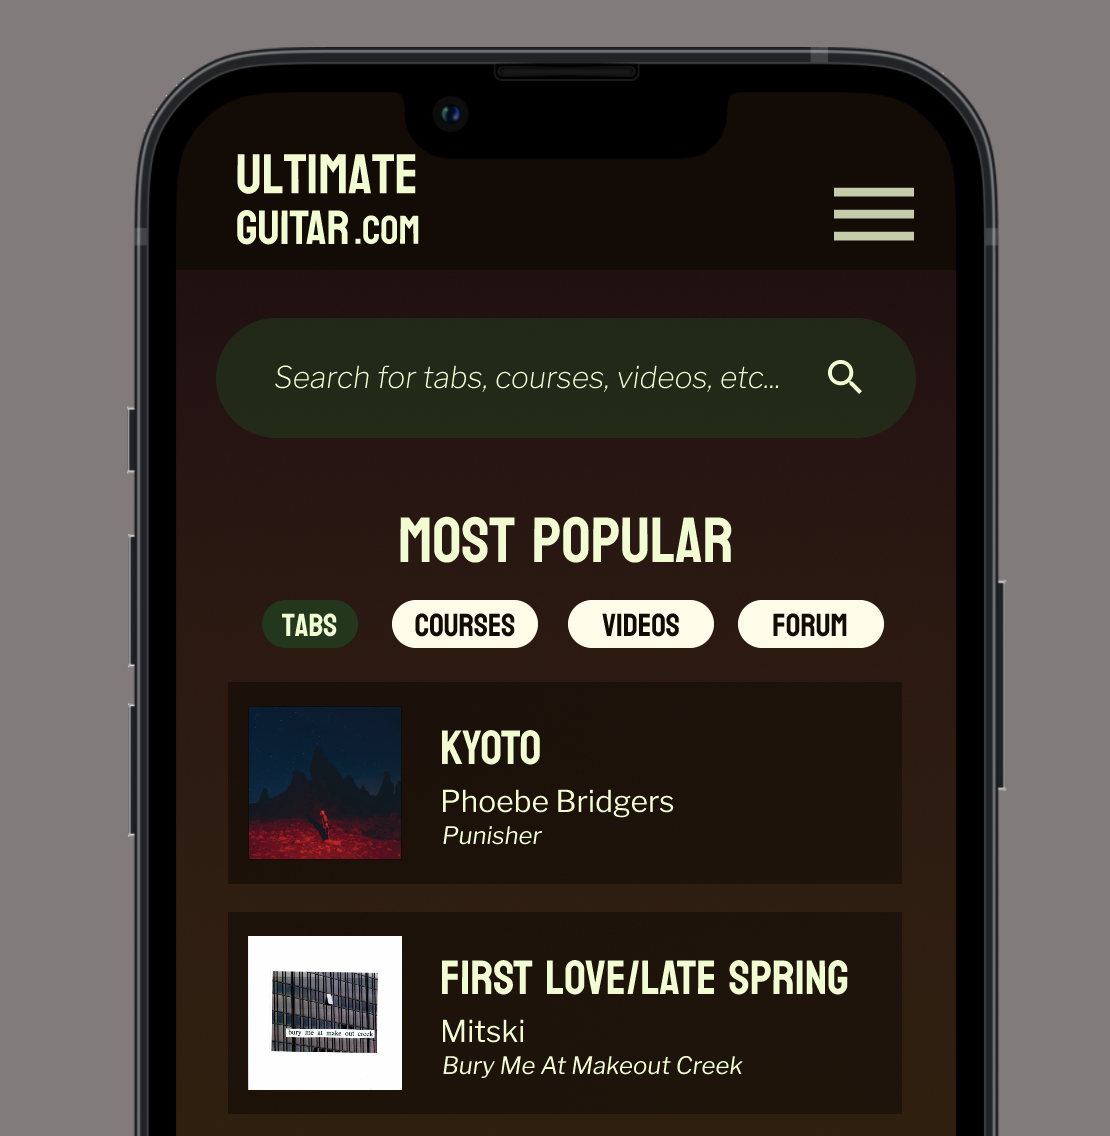 ULTIMATE
GUITAR.COM
Search for tabs, courses, videos, etc...
MOST POPULAR
TABS COURSES VIDEOS FORUM
KYOTO
Phoebe Bridgers
Punisher
bury me at make out creek
FIRST LOVE/LATE SPRING
Mitski
Bury Me At Makeout Creek